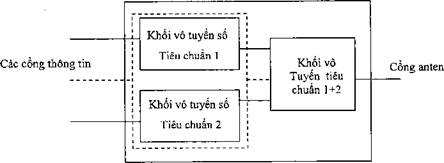 Khối vô tuyến số
Tiêu chuẩn 1
Các cổng thông tin
Khối vô tuyến số
Tiêu chuẩn 2
Khối vô
Tuyến tiêu
chuẩn 1+2
Cổng anten